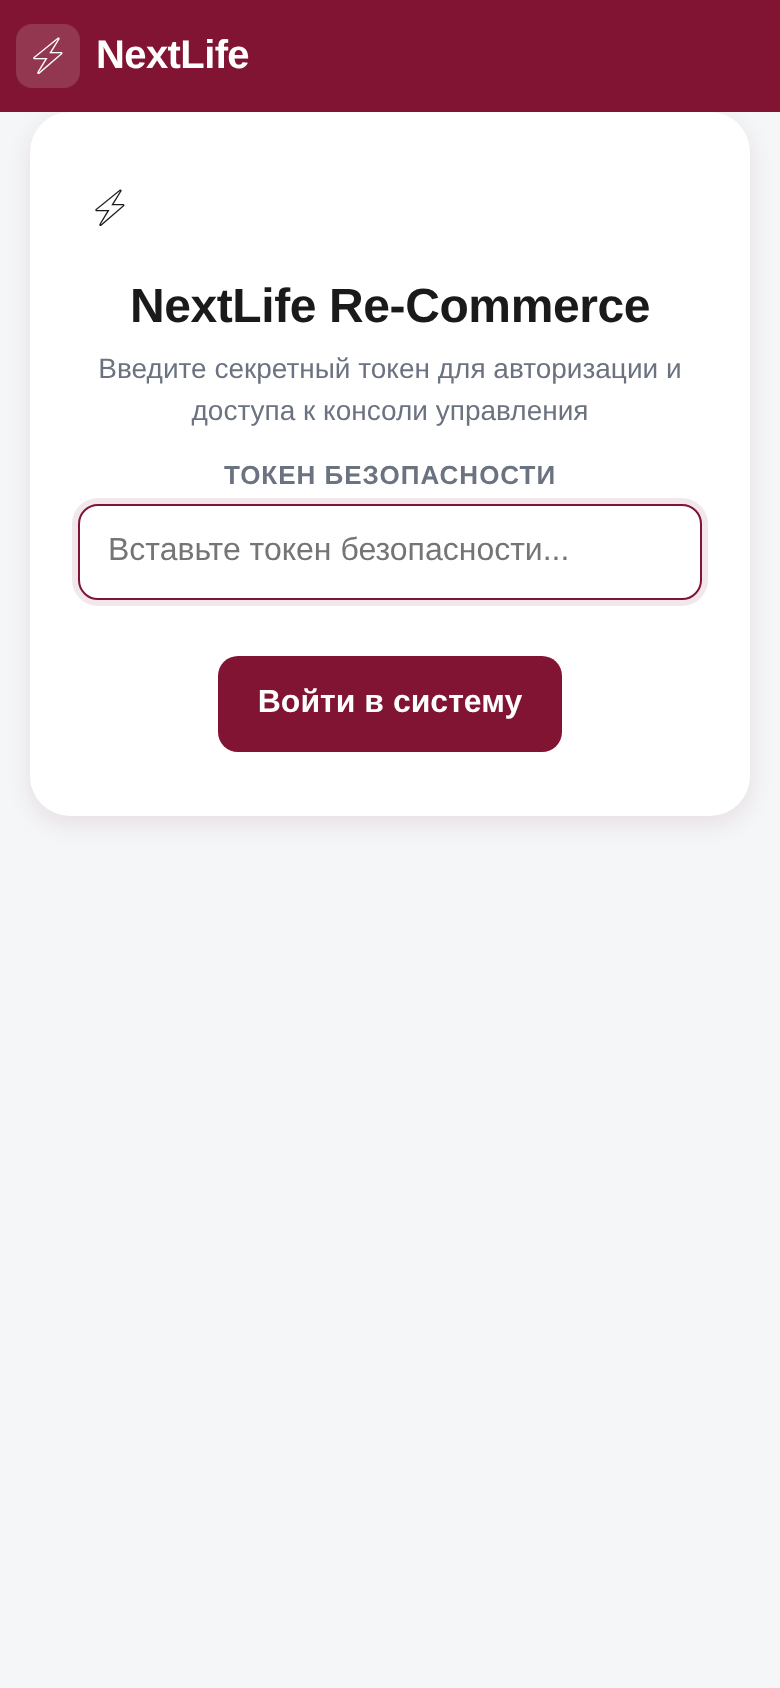 NextLife
NextLife Re-Commerce
Введите секретный токен для авторизации и
доступа к консоли управления
ТОКЕН БЕЗОПАСНОСТИ
Вставьте токен безопасности...
Войти в систему